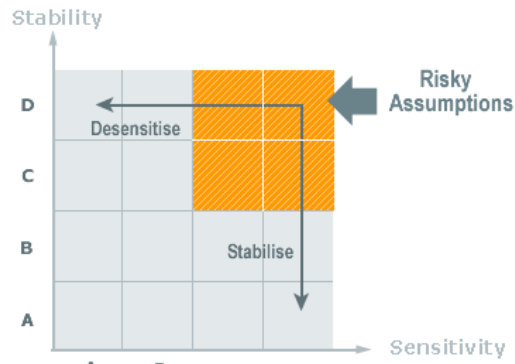 Stability
D
Risky
Assumptions
Desensitise
C
B
Stabilise
A
Sensitivity